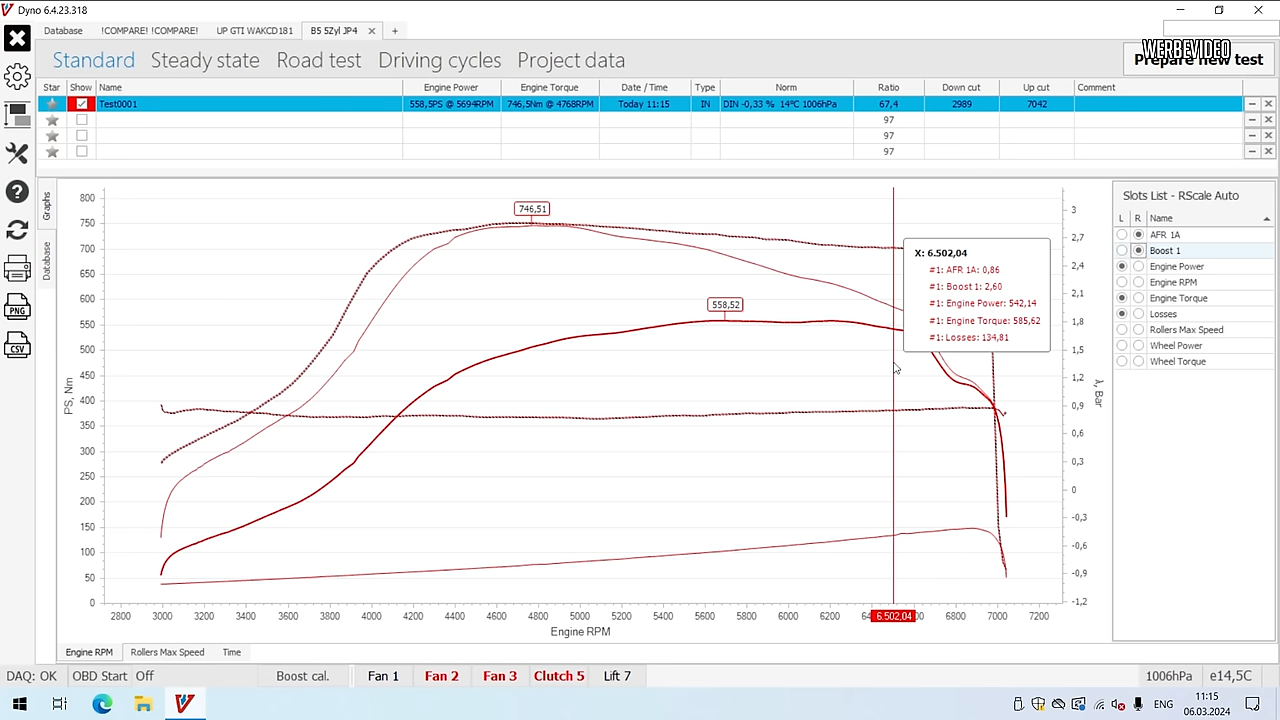 Dyno 6.4.23.318
Database !COMPARE! !COMPARE! UP GTI WAKCD181 B5 5Zyl JP4
Standard Steady state Road test Driving cycles Project data
WERBEVIDEO
Prepare new test
Star Show Name Engine Power Engine Torque Date / Time Type Norm Ratio Down cut Up cut Comment
Test0001 558,5PS @ 5694RPM 746,5Nm @ 4768RPM Today 11:15 IN DIN -0,33 % 14°C 1006hPa 67,4 2989 7042
97
97
97
Graphs
Database
PS, Nm
800
750
700
650
600
550
500
450
400
350
300
250
200
150
100
50
0
746,51
558,52
X: 6.502,04
#1: AFR 1A: 0,86
#1: Boost 1: 2,60
#1: Engine Power: 542,14
#1: Engine Torque: 585,62
#1: Losses: 134,81
3
2,7
2,4
2,1
1,8
1,5
1,2
0,9
0,6
0,3
0
-0,3
-0,6
-0,9
-1,2
λ, Bar
2800 3000 3200 3400 3600 3800 4000 4200 4400 4600 4800 5000 5200 5400 5600 5800 6000 6200 6.502,04 6800 7000 7200
Engine RPM
Slots List - RScale Auto
L R Name
AFR 1A
Boost 1
Engine Power
Engine RPM
Engine Torque
Losses
Rollers Max Speed
Wheel Power
Wheel Torque
Engine RPM Rollers Max Speed Time
DAQ: OK OBD Start Off Boost cal. Fan 1 Fan 2 Fan 3 Clutch 5 Lift 7 1006hPa e14,5C
PNG
CSV
ENG
11:15
06.03.2024